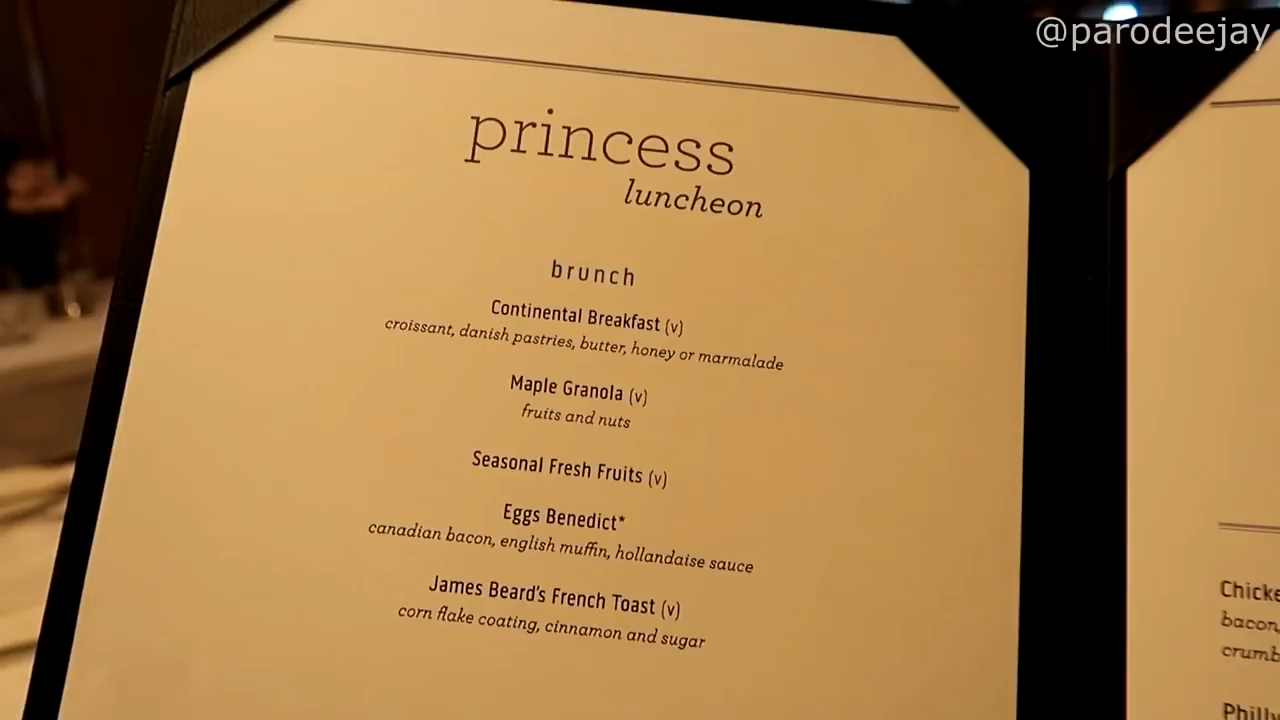 @parodeejay
princess
luncheon
brunch
Continental Breakfast (v)
croissant, danish pastries, butter, honey or marmalade
Maple Granola (v)
fruits and nuts
Seasonal Fresh Fruits (v)
Eggs Benedict*
canadian bacon, english muffin, hollandaise sauce
James Beard's French Toast (v)
corn flake coating, cinnamon and sugar
bacon,